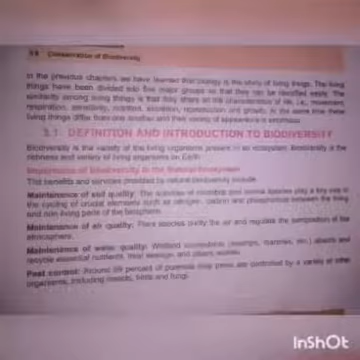 Conservation of Biodiversity
In the previous chapters we have learned that biology is the study of living things. The living
things have been divided into five major groups so that they can be identified easily. The
similarity among living things is that they share all the characteristics of life, i.e., movement,
respiration, sensitivity, nutrition, excretion, reproduction and growth. In the same time these
living things differ from one another and their variety of appearance is enormous.
3.1 DEFINITION AND INTRODUCTION TO BIODIVERSITY
Biodiversity is the variety of the living organisms present in an ecosystem. Biodiversity is the
richness and variety of living organisms on Earth.
Importance of Biodiversity in the Natural Ecosystem
The benefits and services provided by natural biodiversity include:
Maintenance of soil quality: The activities of microbial and animal species play a key role in
the cycling of crucial elements such as nitrogen, carbon and phosphorous between the living
and non-living parts of the biosphere.
Maintenance of air quality: Plant species purify the air and regulate the composition of the
atmosphere.
Maintenance of water quality: Wetland ecosystems (swamps, marshes, etc.) absorb and
recycle essential nutrients, treat sewage, and cleans wastes.
Pest control: Around 99 percent of potential crop pests are controlled by a variety of other
organisms, including insects, birds and fungi.
InShOt